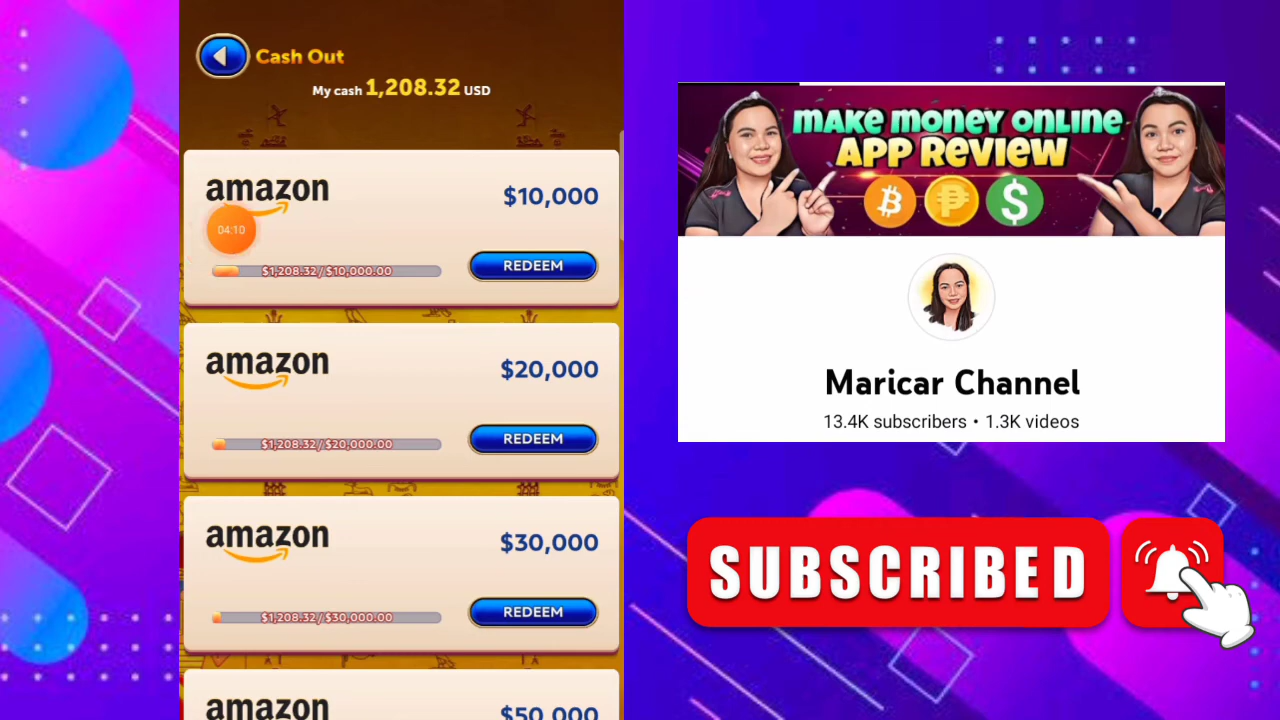 Cash Out
My cash 1,208.32 USD
amazon
$10,000
04:10
$1,208.32/$10,000.00
REDEEM
amazon
$20,000
$1,208.32/$20,000.00
REDEEM
amazon
$30,000
$1,208.32/$30,000.00
REDEEM
amazon
$50,000
MAKE MONEY ONLINE
APP REVIEW
Maricar Channel
13.4K subscribers • 1.3K videos
SUBSCRIBED